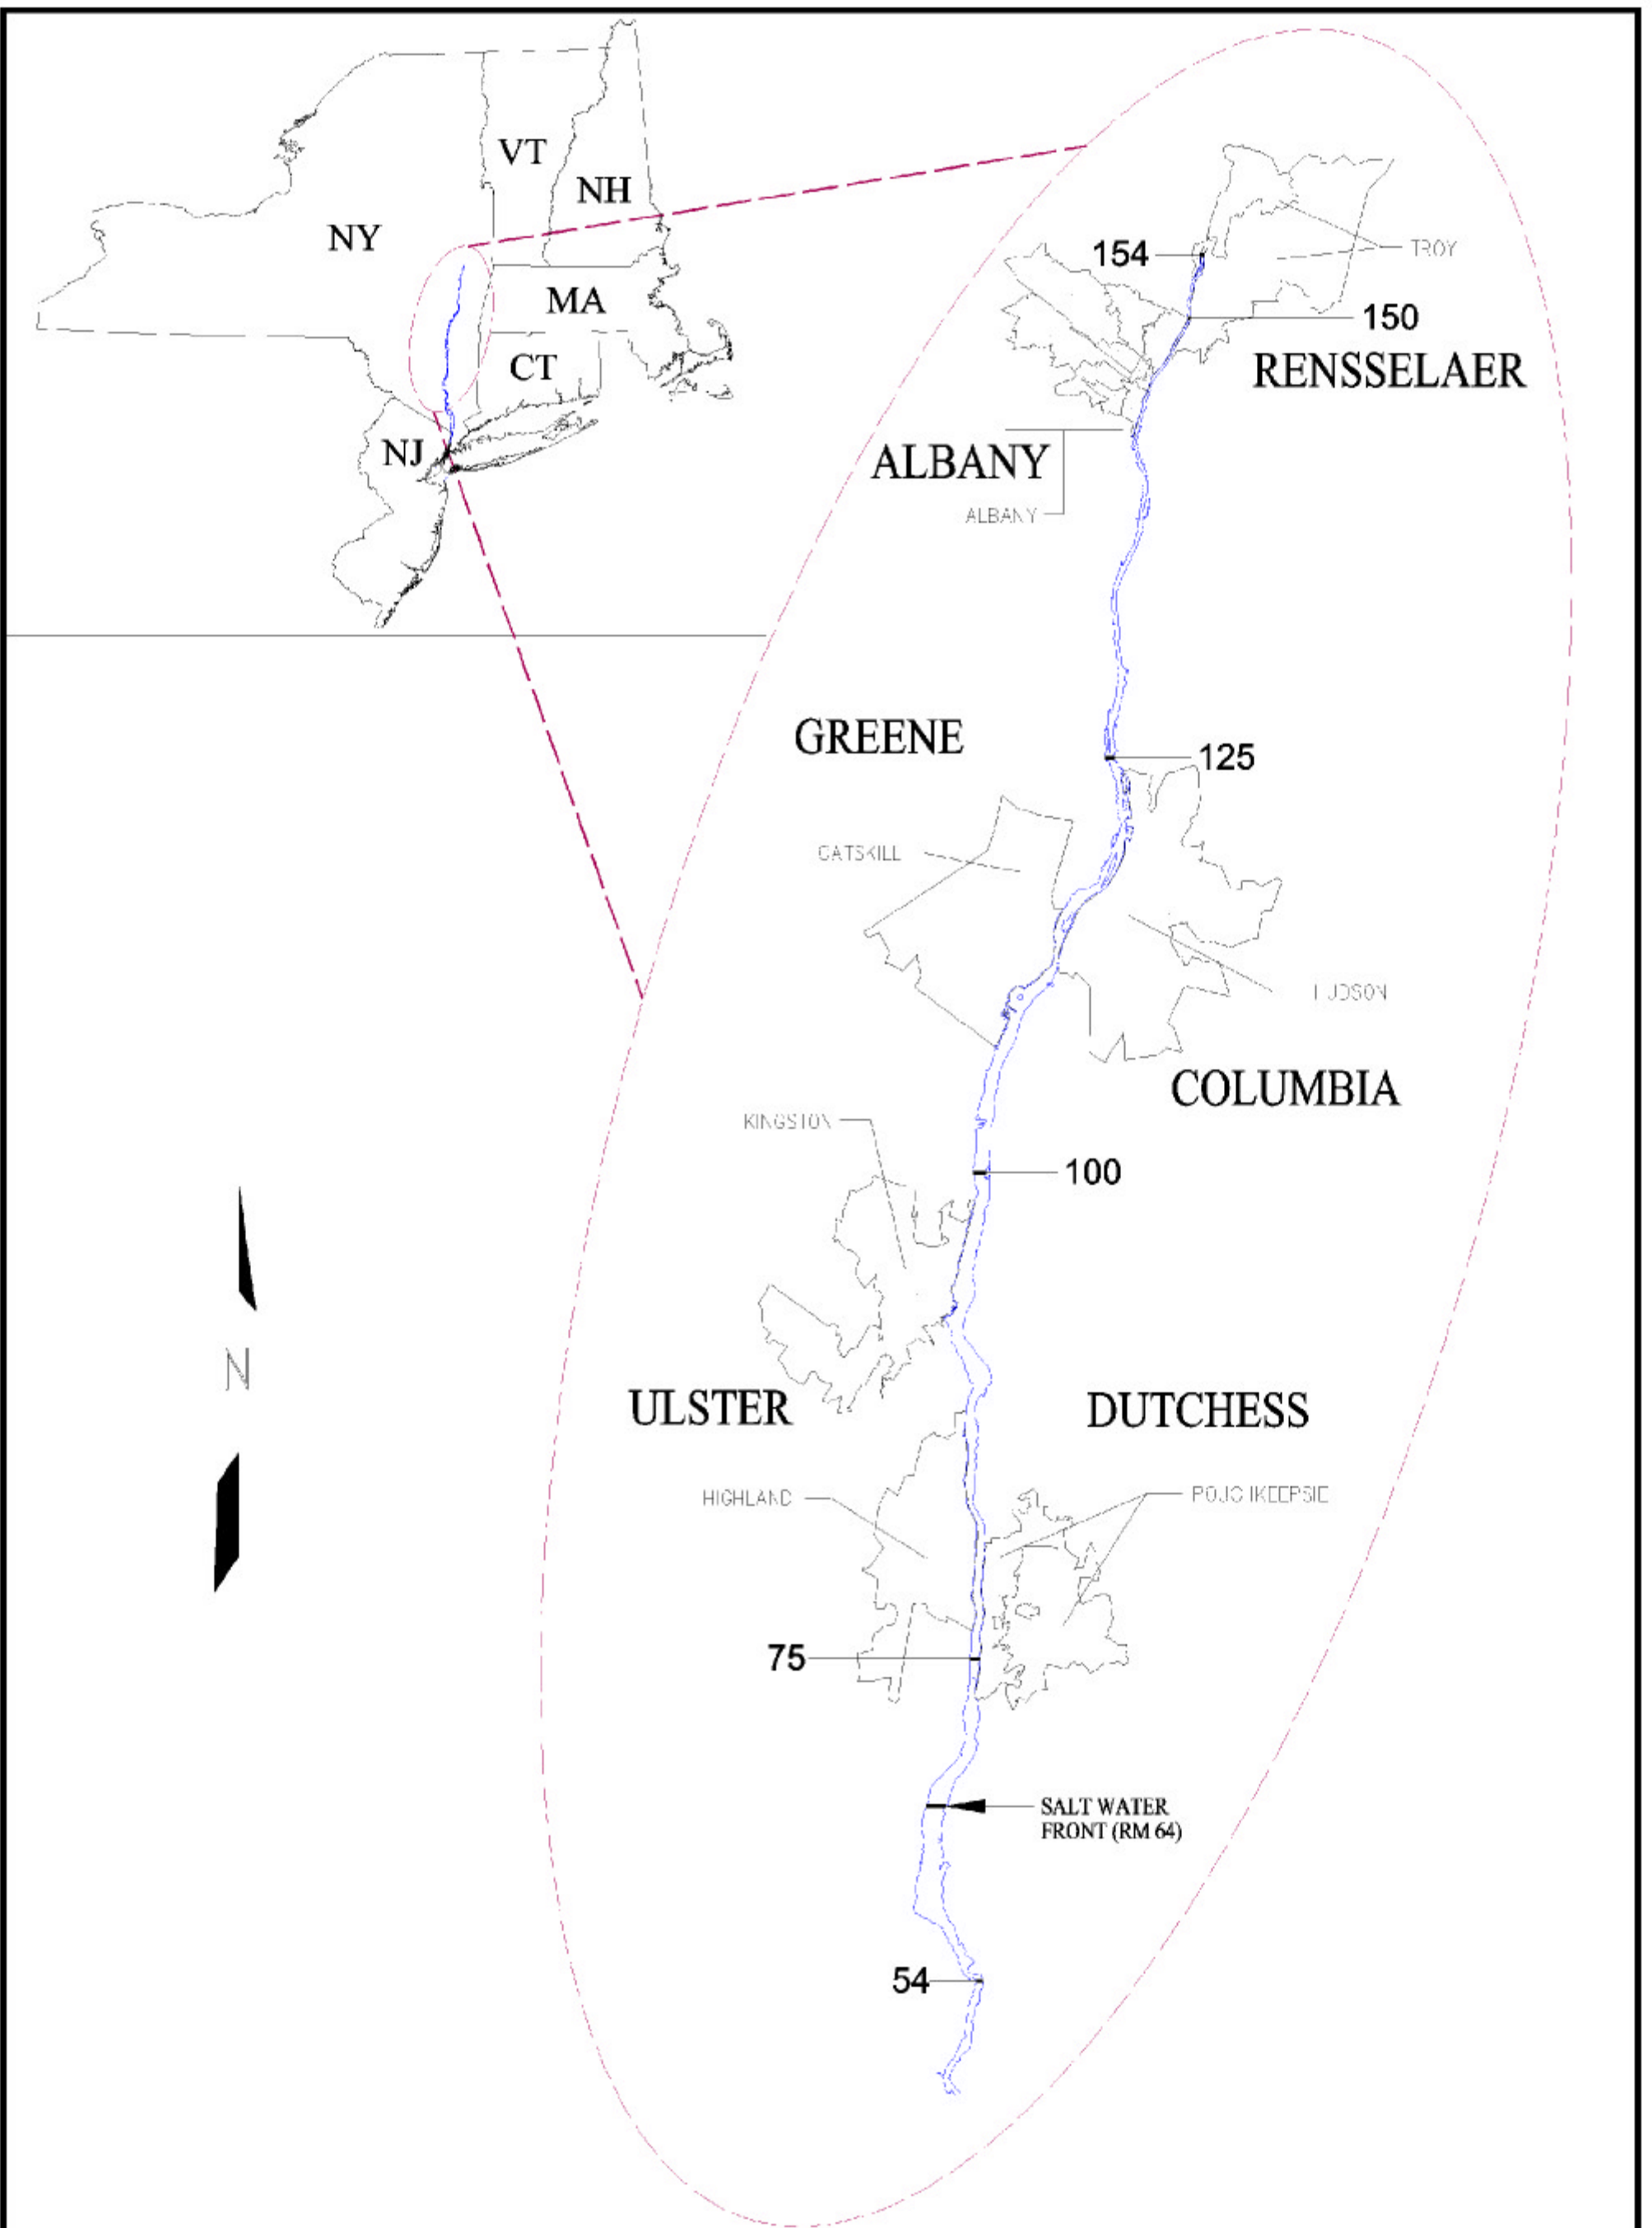 VT
NH
NY
MA
CT
NJ
154
TROY
150
RENSSELAER
ALBANY
ALBANY
GREENE
125
CATSKILL
HUDSON
COLUMBIA
KINGSTON
100
ULSTER
DUTCHESS
HIGHLAND
N
75
SALT WATER
FRONT (RM 64)
54